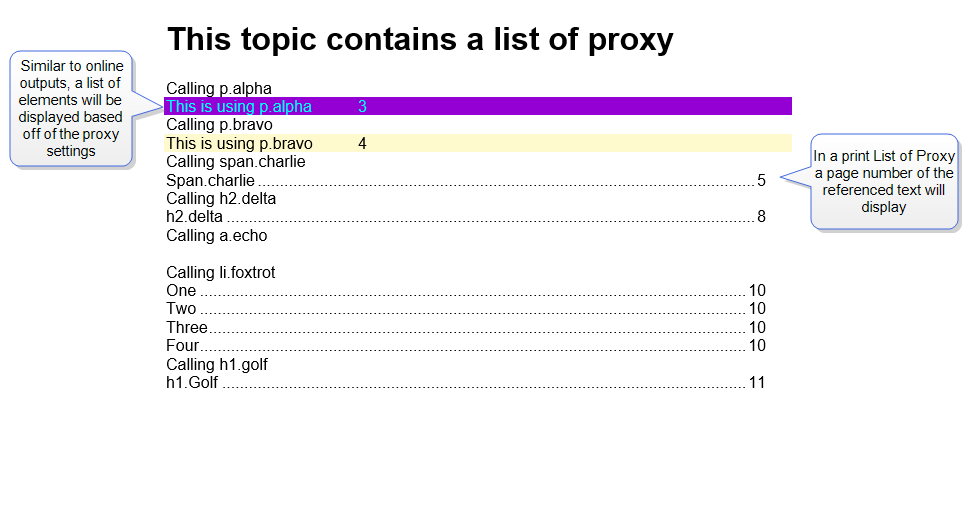 This topic contains a list of proxy
Similar to online
outputs, a list of
elements will be
displayed based
off of the proxy
settings
Calling p.alpha
This is using p.alpha 3
Calling p.bravo
This is using p.bravo 4
Calling span.charlie
Span.charlie ........................................ 5
Calling h2.delta
h2.delta ........................................ 8
Calling a.echo
Calling li.foxtrot
One ........................................ 10
Two ........................................ 10
Three ........................................ 10
Four ........................................ 10
Calling h1.golf
h1.Golf ........................................ 11
In a print List of Proxy
a page number of the
referenced text will
display